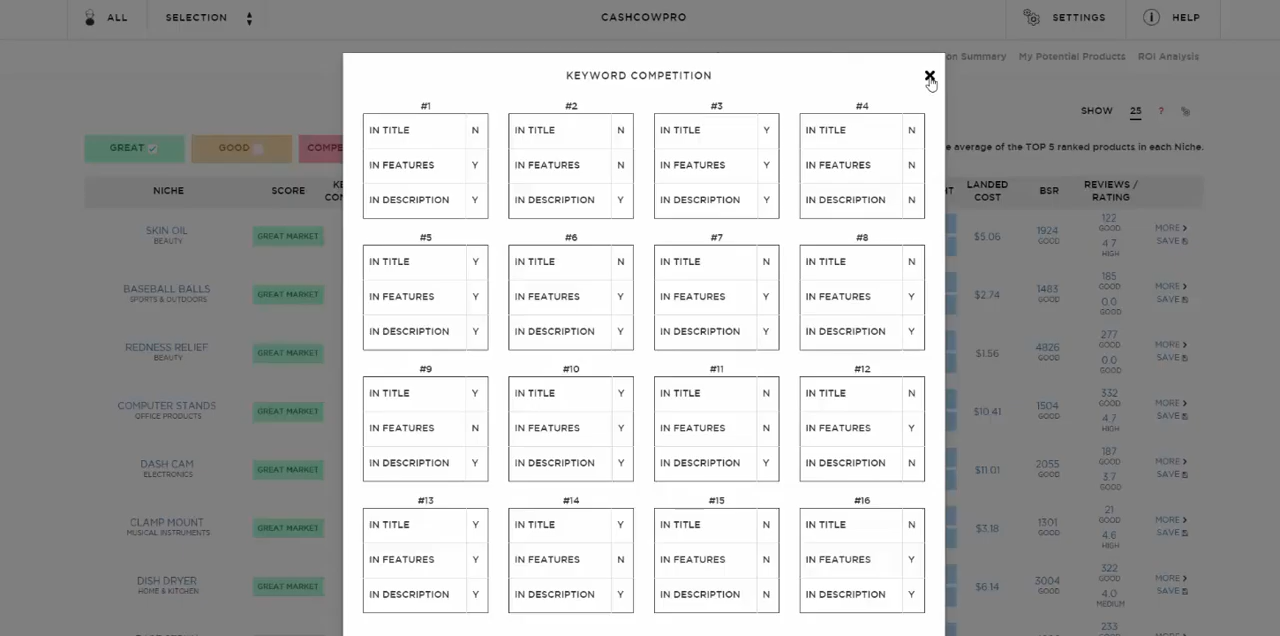 ALL
SELECTION
CASHCOWPRO
SETTINGS
HELP
on Summary My Potential Products ROI Analysis
KEYWORD COMPETITION
SHOW 25 ?
GREAT
GOOD
COMPE
e average of the TOP 5 ranked products in each Niche.
NICHE
SCORE
KE
CON
HT
LANDED
COST
BSR
REVIEWS /
RATING
#1 #2 #3 #4
IN TITLE N IN TITLE N IN TITLE Y IN TITLE N
IN FEATURES Y IN FEATURES N IN FEATURES Y IN FEATURES N
IN DESCRIPTION Y IN DESCRIPTION Y IN DESCRIPTION Y IN DESCRIPTION N
#5 #6 #7 #8
IN TITLE Y IN TITLE N IN TITLE N IN TITLE N
IN FEATURES Y IN FEATURES Y IN FEATURES Y IN FEATURES Y
IN DESCRIPTION Y IN DESCRIPTION Y IN DESCRIPTION Y IN DESCRIPTION Y
#9 #10 #11 #12
IN TITLE Y IN TITLE Y IN TITLE N IN TITLE N
IN FEATURES N IN FEATURES Y IN FEATURES N IN FEATURES Y
IN DESCRIPTION Y IN DESCRIPTION Y IN DESCRIPTION Y IN DESCRIPTION N
#13 #14 #15 #16
IN TITLE Y IN TITLE Y IN TITLE N IN TITLE N
IN FEATURES Y IN FEATURES N IN FEATURES N IN FEATURES Y
IN DESCRIPTION Y IN DESCRIPTION Y IN DESCRIPTION N IN DESCRIPTION Y
SKIN OIL
BEAUTY
GREAT MARKET
$5.06
1924
GOOD
122
GOOD
4.7
HIGH
MORE
SAVE
BASEBALL BALLS
SPORTS & OUTDOORS
GREAT MARKET
$2.74
1483
GOOD
185
GOOD
0.0
GOOD
MORE
SAVE
REDNESS RELIEF
BEAUTY
GREAT MARKET
$1.56
4826
GOOD
277
GOOD
0.0
GOOD
MORE
SAVE
COMPUTER STANDS
OFFICE PRODUCTS
GREAT MARKET
$10.41
1504
GOOD
332
GOOD
4.7
HIGH
MORE
SAVE
DASH CAM
ELECTRONICS
GREAT MARKET
$11.01
2055
GOOD
187
GOOD
3.7
GOOD
MORE
SAVE
CLAMP MOUNT
MUSICAL INSTRUMENTS
GREAT MARKET
$3.18
1301
GOOD
21
GOOD
4.6
HIGH
MORE
SAVE
DISH DRYER
HOME & KITCHEN
GREAT MARKET
$6.14
3004
GOOD
322
GOOD
4.0
MEDIUM
MORE
SAVE
233